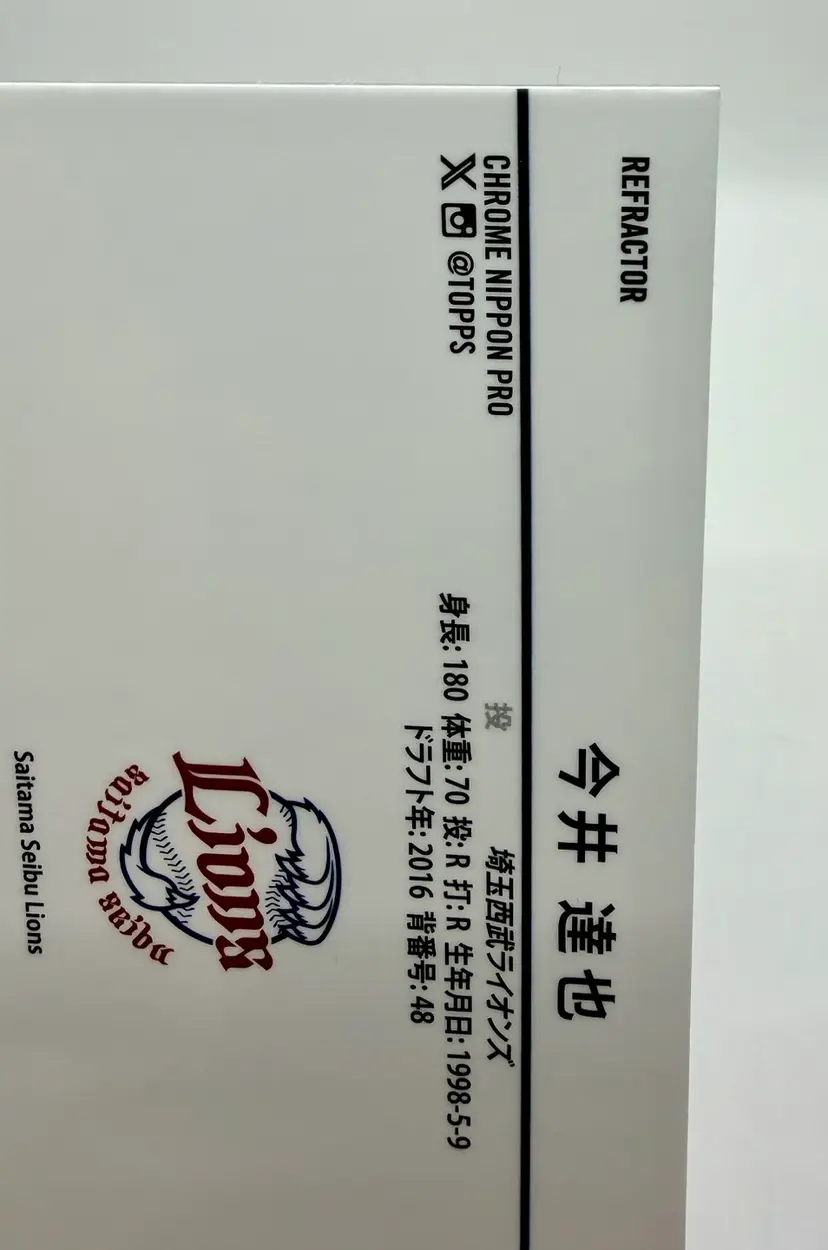 REFRACTOR
今井 達也
CHROME NIPPON PRO
@TOPPS
投 埼玉西武ライオンズ
身長: 180 体重: 70 投: R 打: R 生年月日: 1998-5-9
ドラフト年: 2016 背番号: 48
Lions
Saitama Seibu
Saitama Seibu Lions